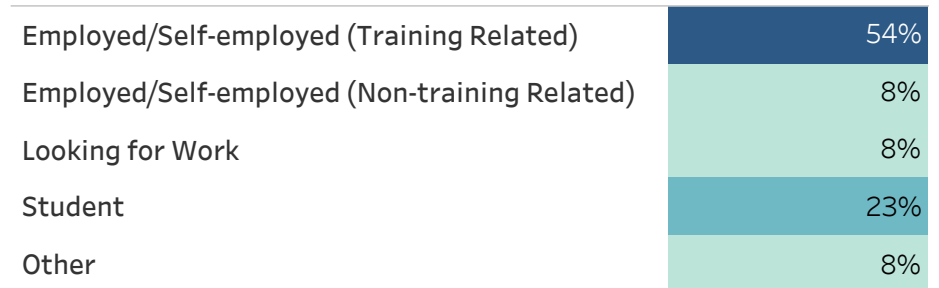 Employed/Self-employed (Training Related) 54%
Employed/Self-employed (Non-training Related) 8%
Looking for Work 8%
Student 23%
Other 8%